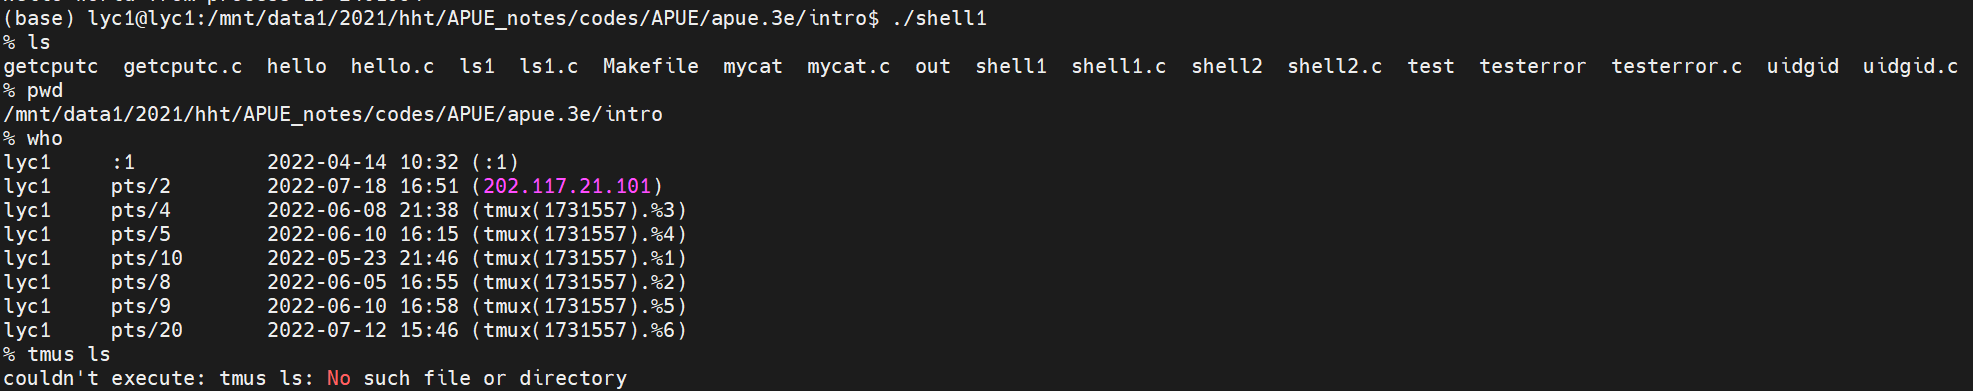 (base) lyc1@lyc1:/mnt/data1/2021/hht/APUE_notes/codes/APUE/apue.3e/intro$ ./shell1
% ls
getcputc  getcputc.c  hello  hello.c  ls1  ls1.c  Makefile  mycat  mycat.c  out  shell1  shell1.c  shell2  shell2.c  test  testerror  testerror.c  uidgid  uidgid.c
% pwd
/mnt/data1/2021/hht/APUE_notes/codes/APUE/apue.3e/intro
% who
lyc1     :1           2022-04-14 10:32 (:1)
lyc1     pts/2        2022-07-18 16:51 (202.117.21.101)
lyc1     pts/4        2022-06-08 21:38 (tmux(1731557).%3)
lyc1     pts/5        2022-06-10 16:15 (tmux(1731557).%4)
lyc1     pts/10       2022-05-23 21:46 (tmux(1731557).%1)
lyc1     pts/8        2022-06-05 16:55 (tmux(1731557).%2)
lyc1     pts/9        2022-06-10 16:58 (tmux(1731557).%5)
lyc1     pts/20       2022-07-12 15:46 (tmux(1731557).%6)
% tmus ls
couldn't execute: tmus ls: No such file or directory